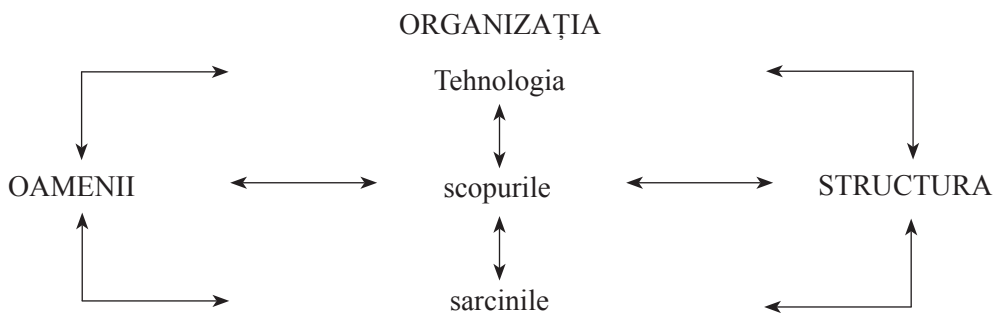 ORGANIZAȚIA
Tehnologia
OAMENII scopurile STRUCTURA
sarcinile